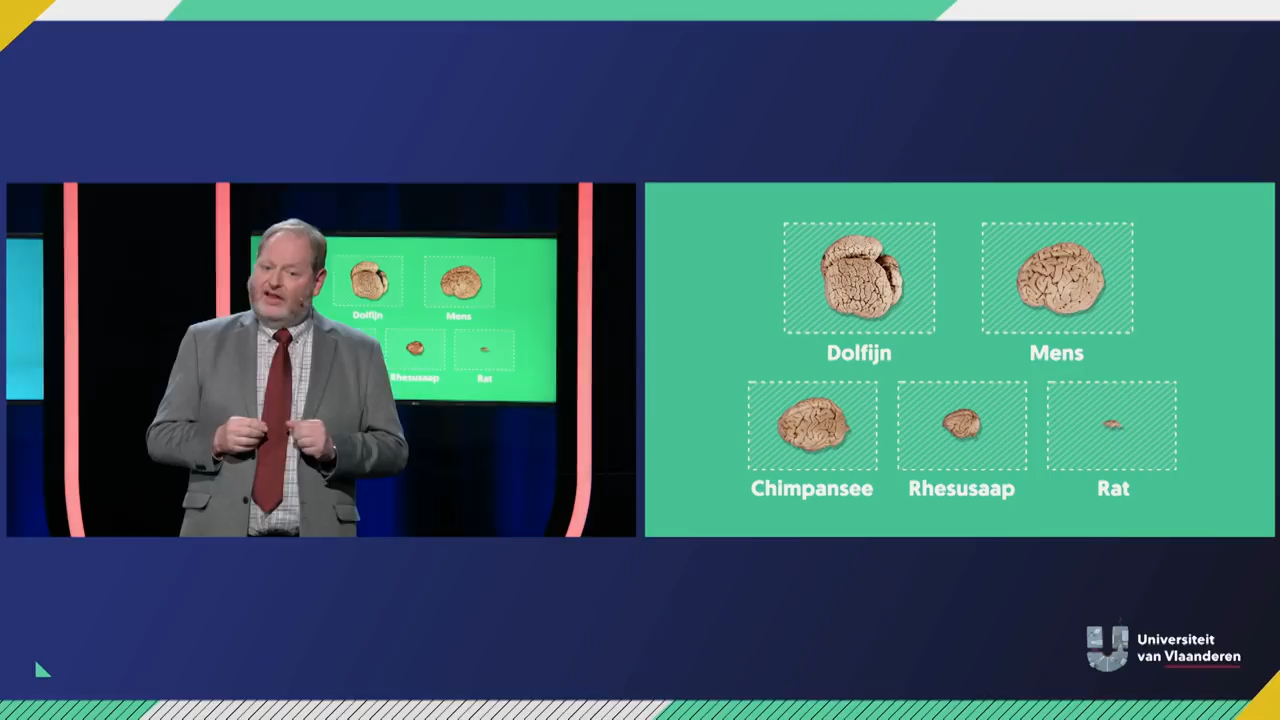 Dolfijn
Mens
Rhesusaap
Rat
Dolfijn
Mens
Chimpansee
Rhesusaap
Rat
Universiteit
van Vlaanderen